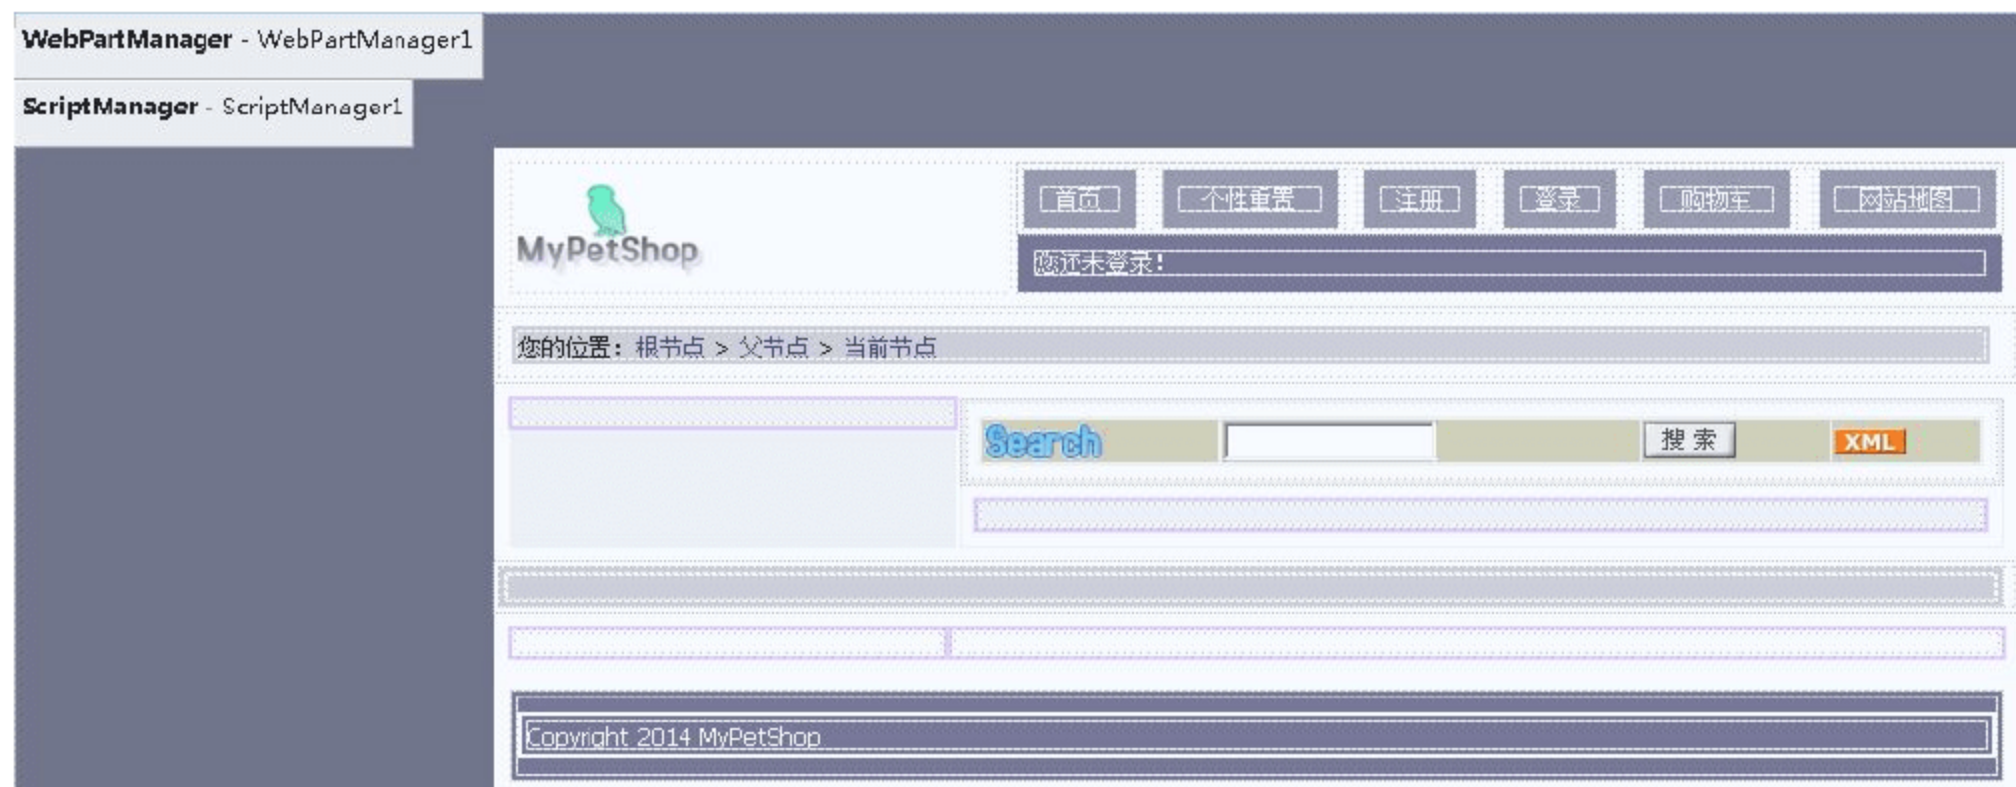 WebPartManager - WebPartManager1
ScriptManager - ScriptManager1
首页 个性重置 注册 登录 购物车 网站地图
MyPetShop
您还未登录!
您的位置：根节点 > 父节点 > 当前节点
Search 搜 索 XML
Copyright 2014 MyPetShop